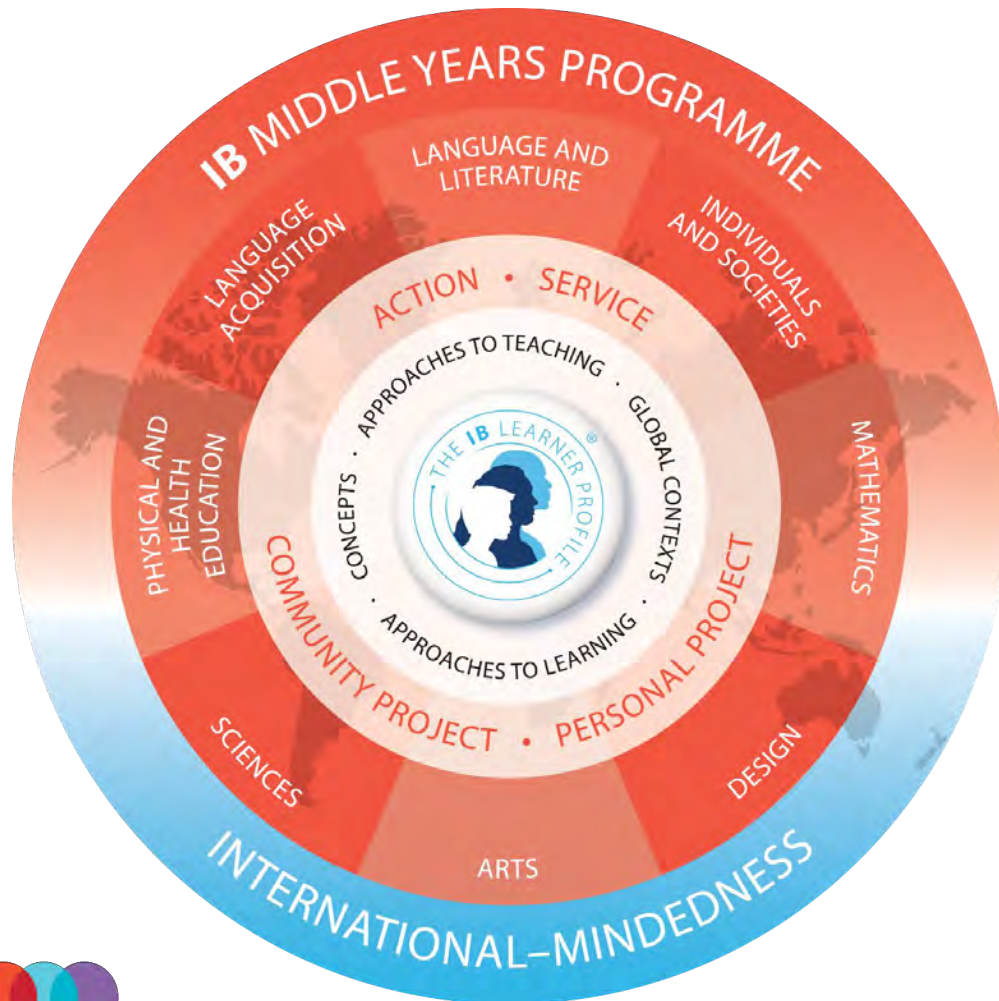 IB MIDDLE YEARS PROGRAMME
LANGUAGE AND
LITERATURE
INDIVIDUALS
AND SOCIETIES
MATHEMATICS
DESIGN
ARTS
SCIENCES
PHYSICAL AND
HEALTH
EDUCATION
LANGUAGE
ACQUISITION
ACTION • SERVICE
PERSONAL PROJECT
•
COMMUNITY PROJECT
APPROACHES TO TEACHING •
GLOBAL CONTEXTS •
APPROACHES TO LEARNING •
CONCEPTS •
• THE IB LEARNER PROFILE • ®
INTERNATIONAL–MINDEDNESS